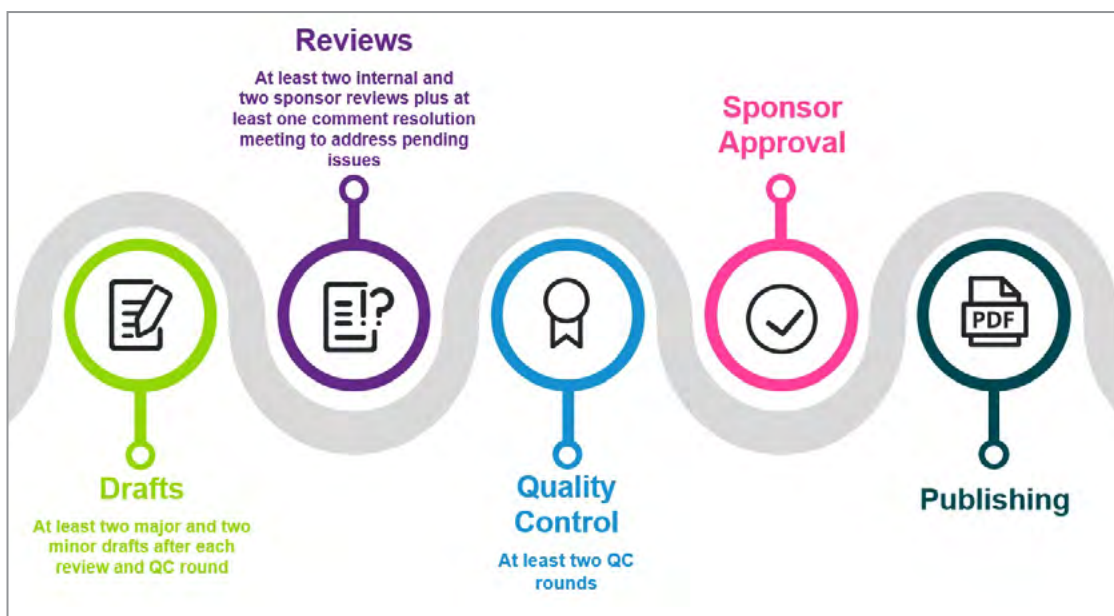 Reviews
At least two internal and
two sponsor reviews plus at
least one comment resolution
meeting to address pending
issues
Sponsor
Approval
!?
PDF
Drafts
At least two major and two
minor drafts after each
review and QC round
Quality
Control
At least two QC
rounds
Publishing